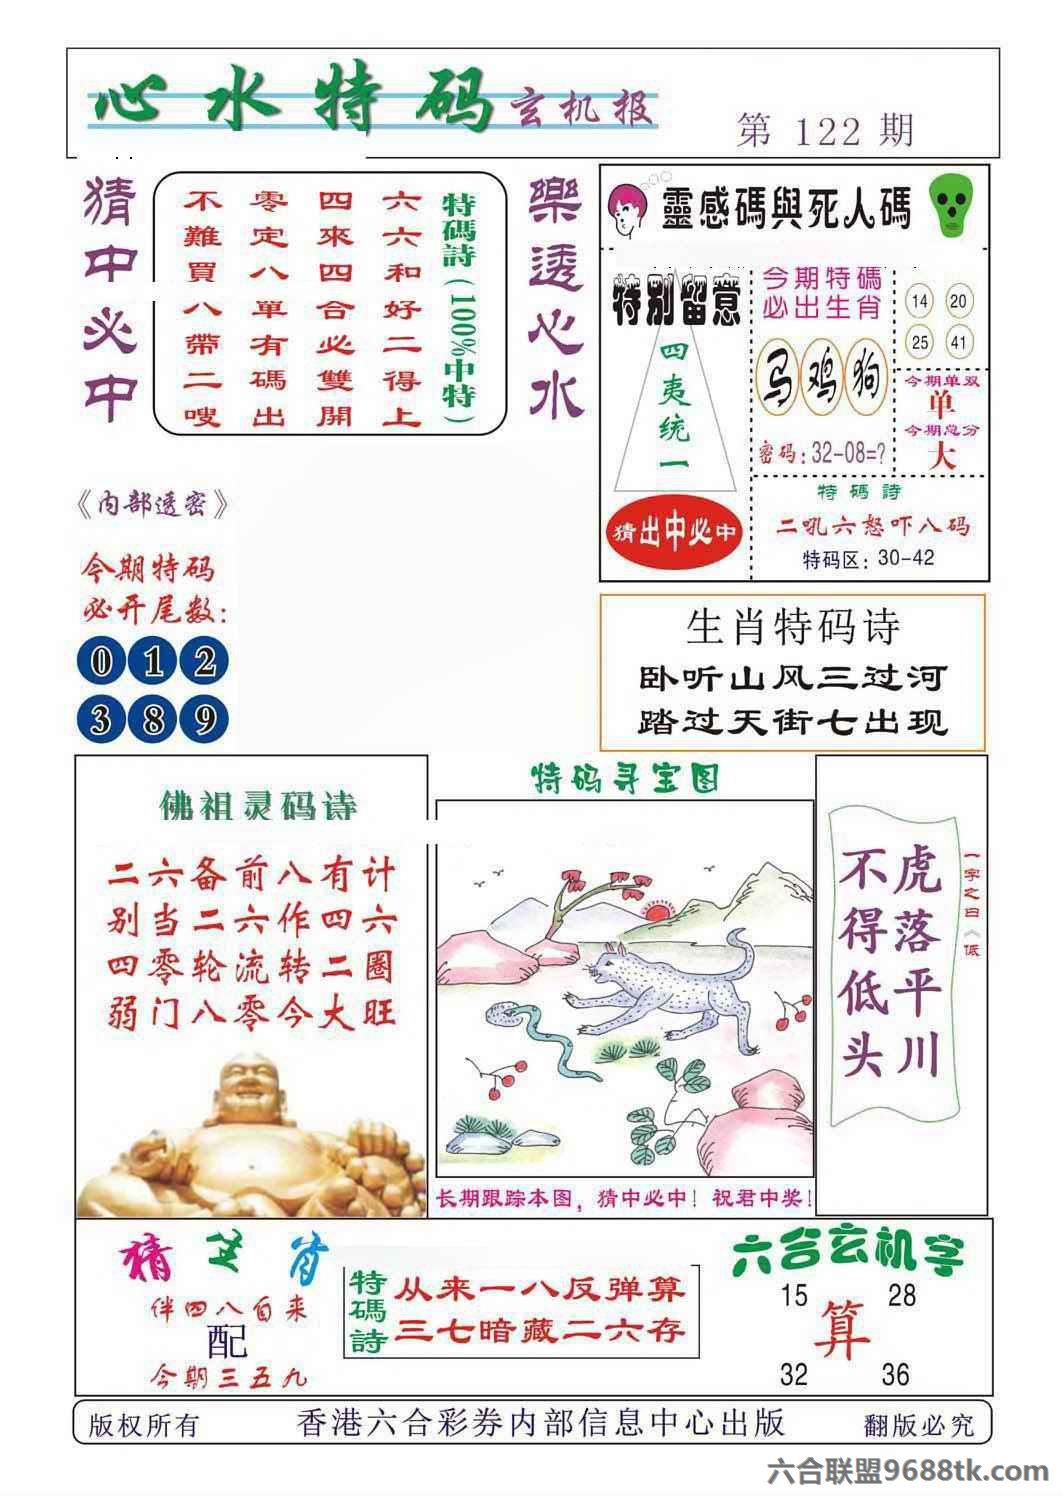 心水特码玄机报
第 122 期
猜中必中
特碼詩(100%中特)
六六和好二得上
四來四合必雙開
零定八單有碼出
不難買八帶二嗖
樂透心水
靈感碼與死人碼
特别留意
四夷统一
猜出中必中
今期特碼
必出生肖
马鸡狗
密码:32-08=?
14 20
25 41
今期单双
单
今期总分
大
特碼詩
二吼六怒吓八码
特码区:30-42
《内部透密》
今期特码
必开尾数:
0 1 2
3 8 9
生肖特码诗
卧听山风三过河
踏过天街七出现
佛祖灵码诗
二六备前八有计
别当二六作四六
四零轮流转二圈
弱门八零今大旺
特码寻宝图
长期跟踪本图，猜中必中！祝君中奖！
一字之曰《低
虎落平川
不得低头
猜芝肖
伴四八自来
配
今期三五九
特碼詩
从来一八反弹算
三七暗藏二六存
六合玄机字
15 28
算
32 36
版权所有
香港六合彩券内部信息中心出版
翻版必究
六合联盟9688tk.com